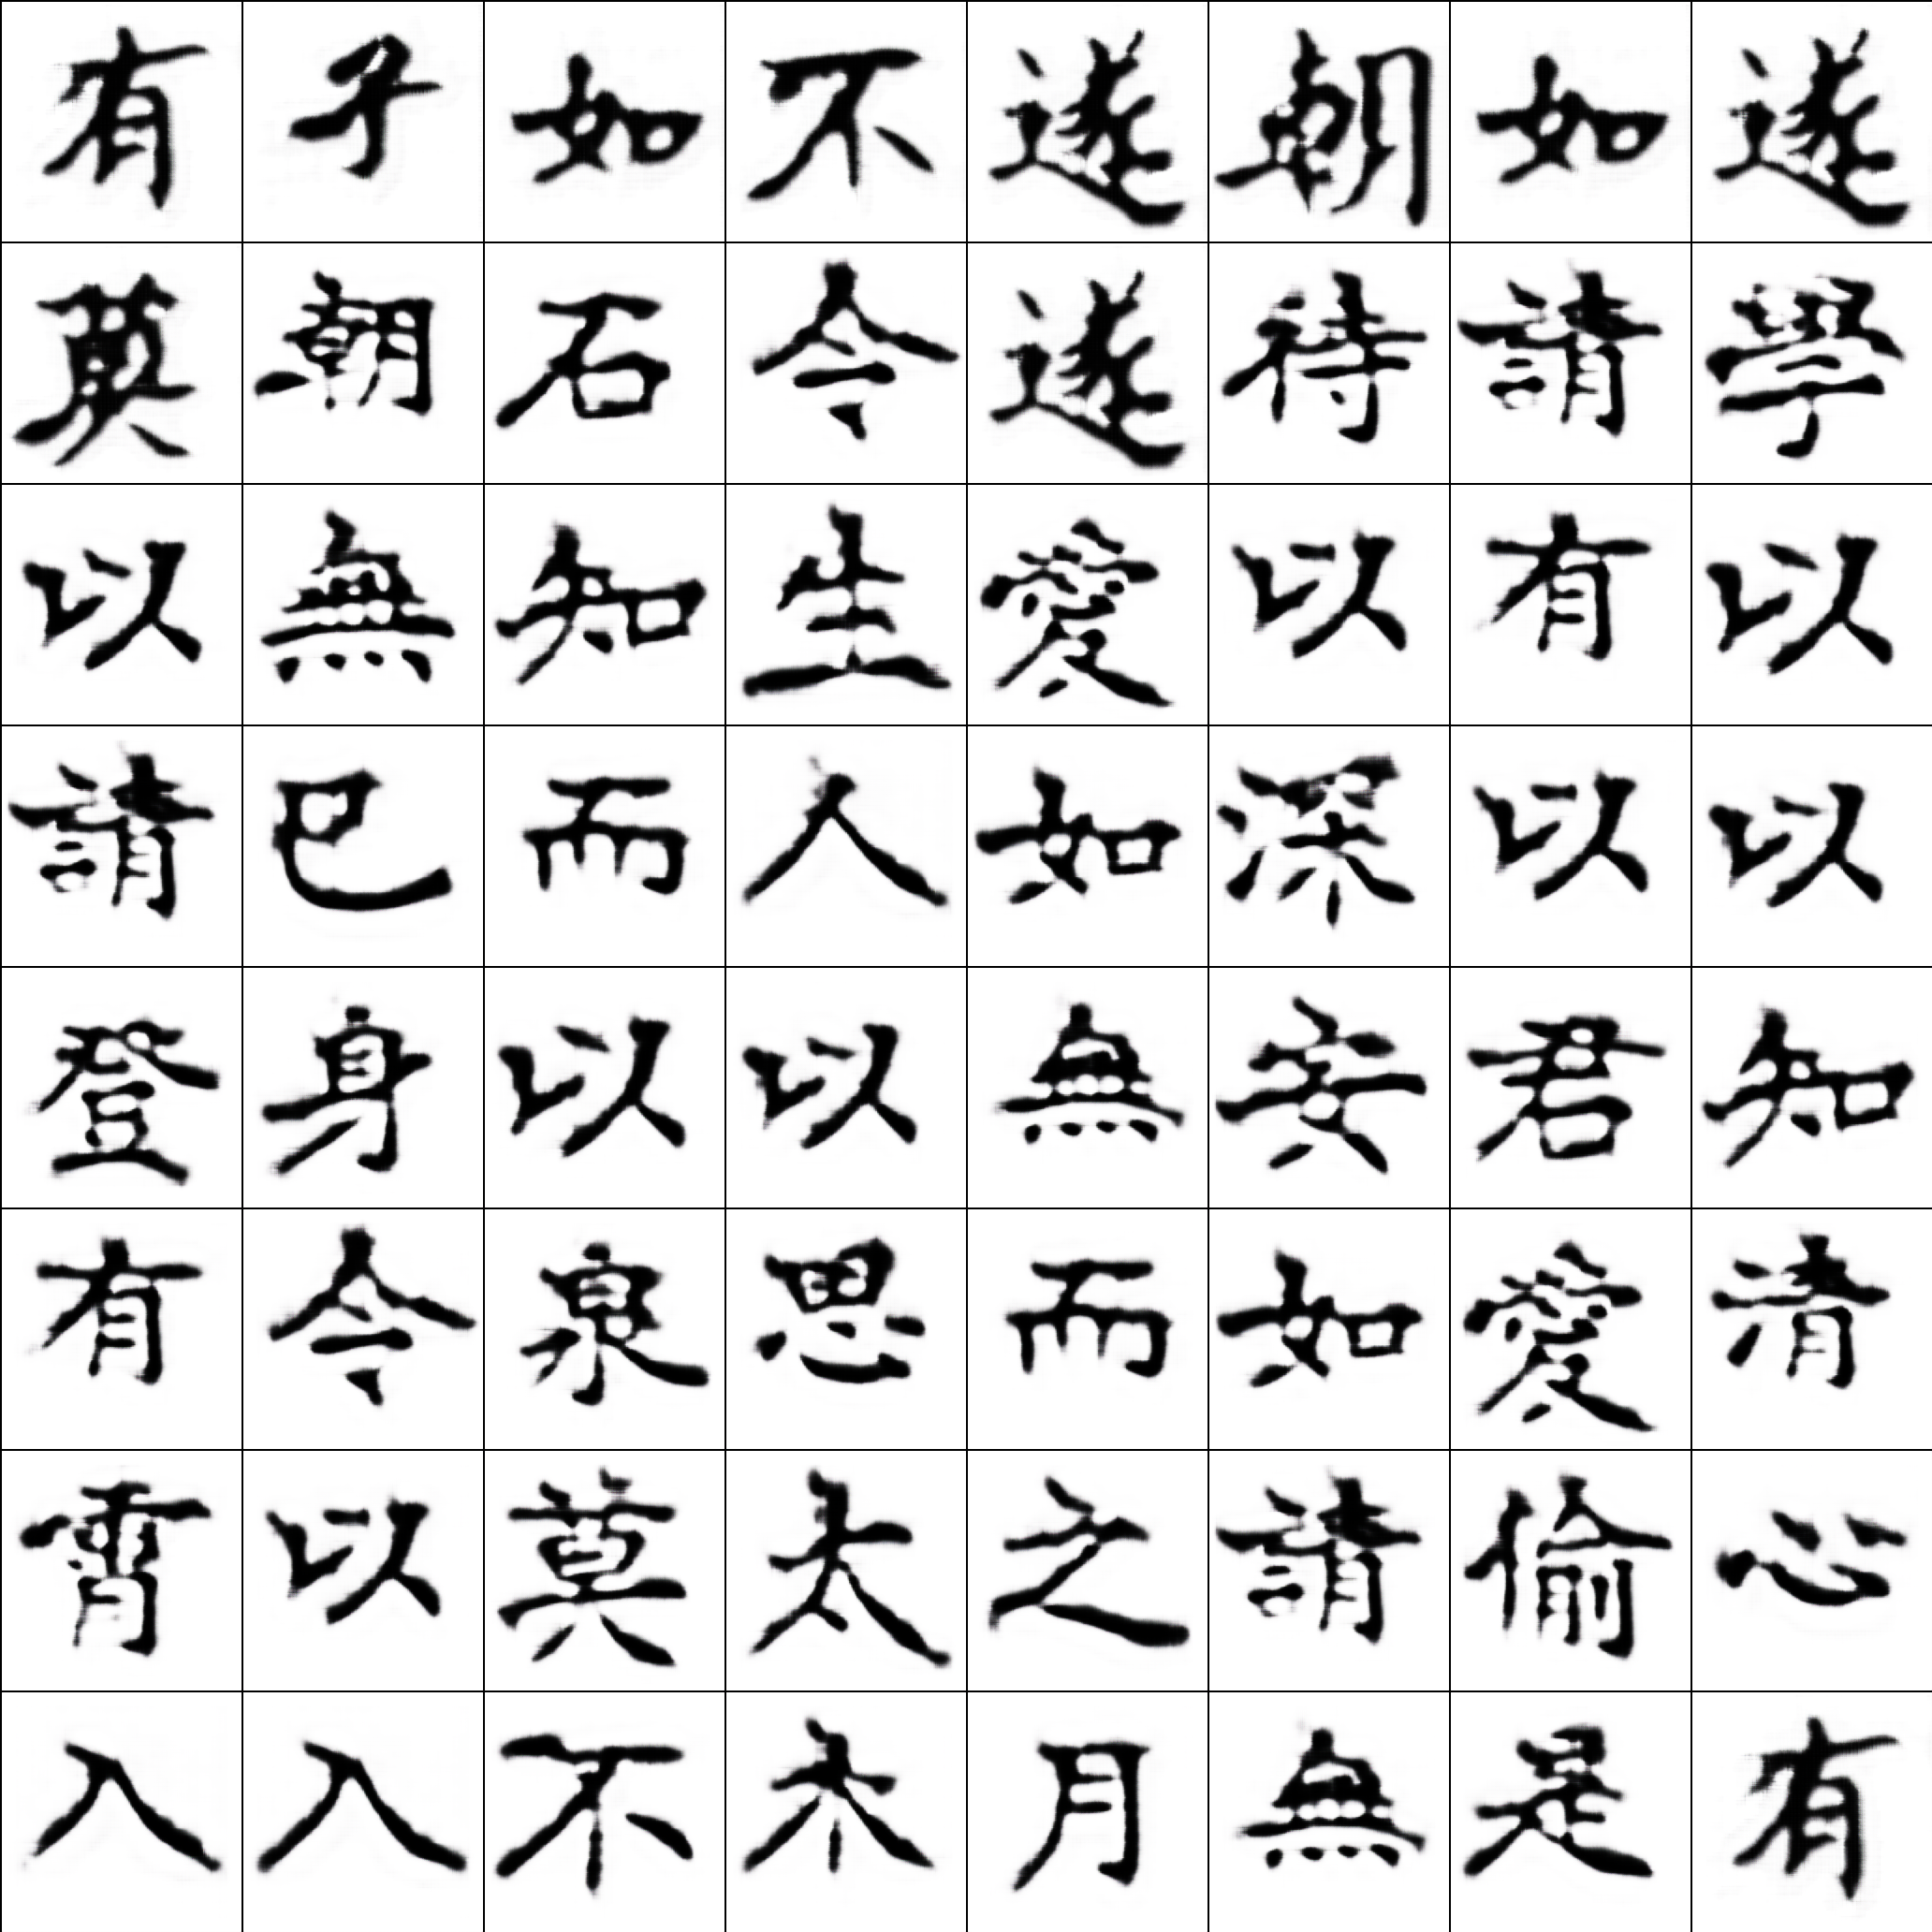 有子如不遂朝如遂
莫朝石令遂待請學
以無知生愛以有以
請已而人如深以以
登身以以無安君知
有令泉思而如愛清
霄以莫太之請偷心
入入不木月無是有